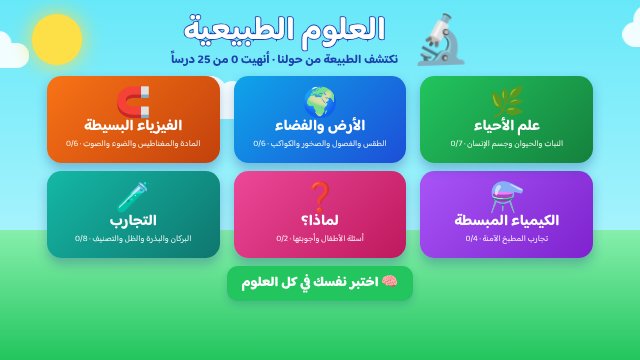 العلوم الطبيعية
نكتشف الطبيعة من حولنا · أنهيت 0 من 25 درساً
علم الأحياء
النبات والحيوان وجسم الإنسان · 0/7
الأرض والفضاء
الطقس والفصول والصخور والكواكب · 0/6
الفيزياء البسيطة
المادة والمغناطيس والضوء والصوت · 0/6
الكيمياء المبسطة
تجارب المطبخ الآمنة · 0/4
لماذا؟
أسئلة الأطفال وأجوبتها · 0/2
التجارب
البركان والبذرة والظل والتصنيف · 0/8
اختبر نفسك في كل العلوم